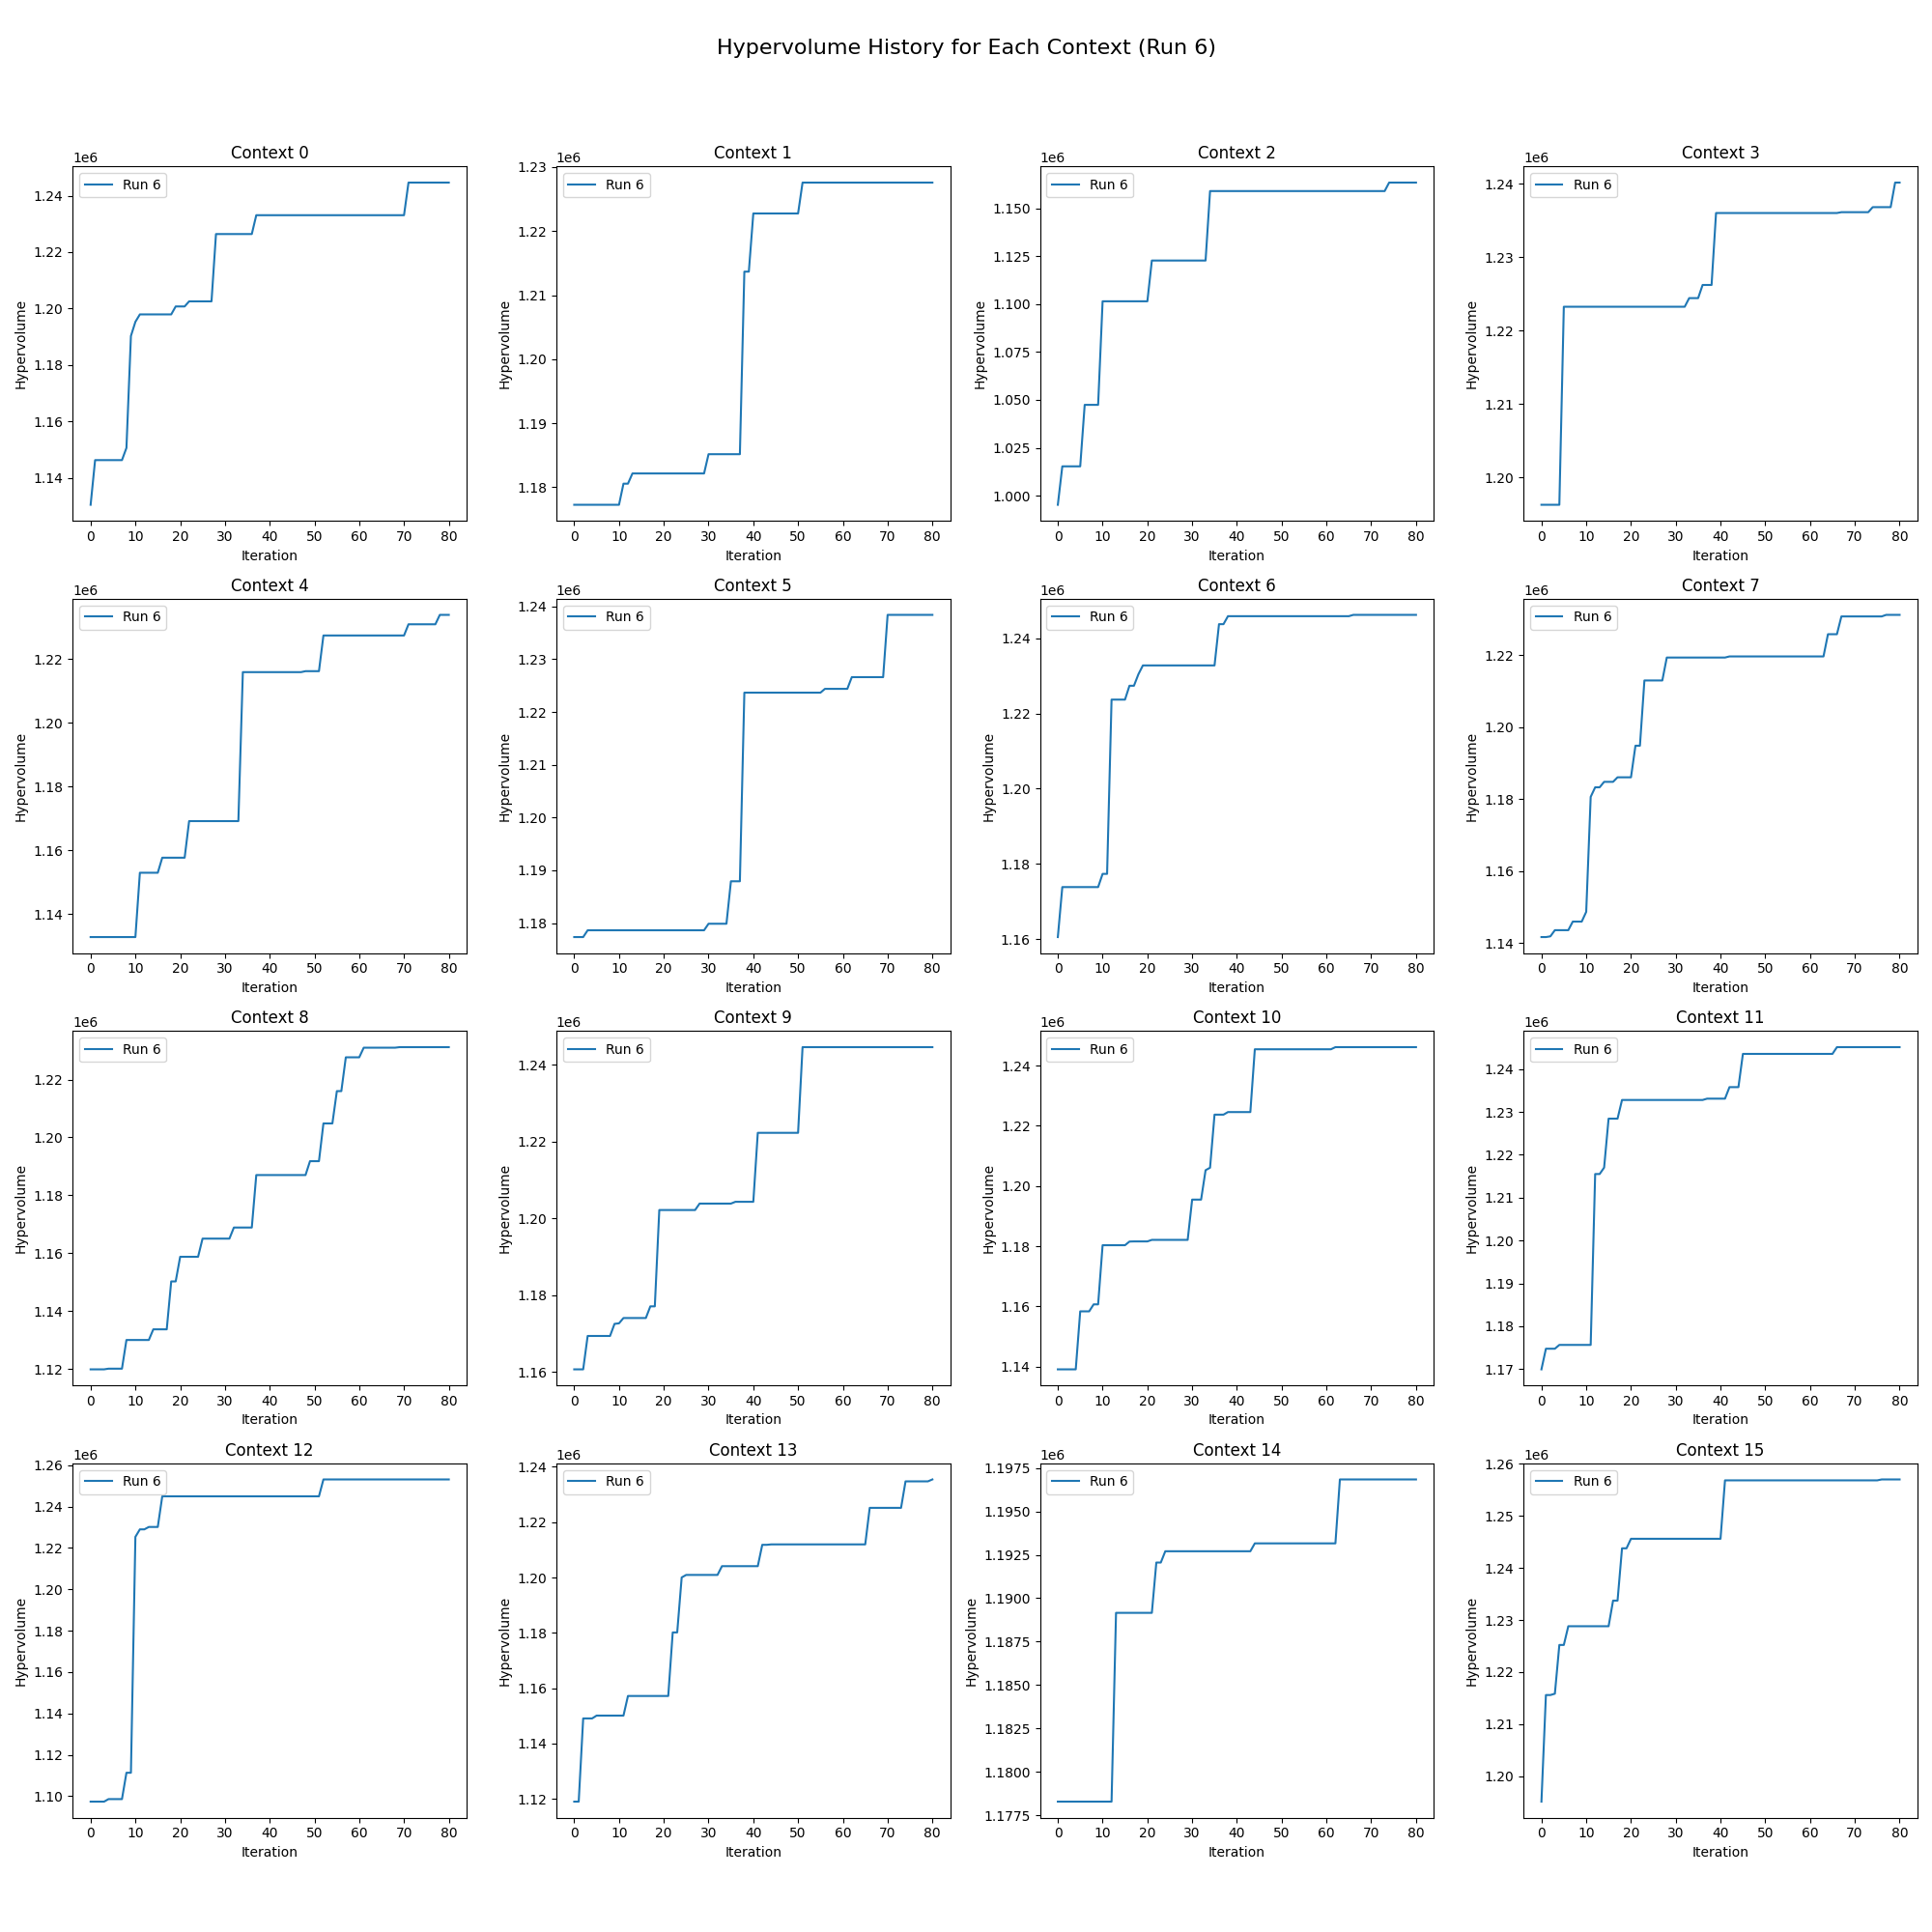 Hypervolume History for Each Context (Run 6)
Context 0
1e6
Run 6
1.24
1.22
1.20
1.18
1.16
1.14
Hypervolume
0 10 20 30 40 50 60 70 80
Iteration
Context 1
1e6
Run 6
1.23
1.22
1.21
1.20
1.19
1.18
Hypervolume
0 10 20 30 40 50 60 70 80
Iteration
Context 2
1e6
Run 6
1.150
1.125
1.100
1.075
1.050
1.025
1.000
Hypervolume
0 10 20 30 40 50 60 70 80
Iteration
Context 3
1e6
Run 6
1.24
1.23
1.22
1.21
1.20
Hypervolume
0 10 20 30 40 50 60 70 80
Iteration
Context 4
1e6
Run 6
1.22
1.20
1.18
1.16
1.14
Hypervolume
0 10 20 30 40 50 60 70 80
Iteration
Context 5
1e6
Run 6
1.24
1.23
1.22
1.21
1.20
1.19
1.18
Hypervolume
0 10 20 30 40 50 60 70 80
Iteration
Context 6
1e6
Run 6
1.24
1.22
1.20
1.18
1.16
Hypervolume
0 10 20 30 40 50 60 70 80
Iteration
Context 7
1e6
Run 6
1.22
1.20
1.18
1.16
1.14
Hypervolume
0 10 20 30 40 50 60 70 80
Iteration
Context 8
1e6
Run 6
1.22
1.20
1.18
1.16
1.14
1.12
Hypervolume
0 10 20 30 40 50 60 70 80
Iteration
Context 9
1e6
Run 6
1.24
1.22
1.20
1.18
1.16
Hypervolume
0 10 20 30 40 50 60 70 80
Iteration
Context 10
1e6
Run 6
1.24
1.22
1.20
1.18
1.16
1.14
Hypervolume
0 10 20 30 40 50 60 70 80
Iteration
Context 11
1e6
Run 6
1.24
1.23
1.22
1.21
1.20
1.19
1.18
1.17
Hypervolume
0 10 20 30 40 50 60 70 80
Iteration
Context 12
1e6
Run 6
1.26
1.24
1.22
1.20
1.18
1.16
1.14
1.12
1.10
Hypervolume
0 10 20 30 40 50 60 70 80
Iteration
Context 13
1e6
Run 6
1.24
1.22
1.20
1.18
1.16
1.14
1.12
Hypervolume
0 10 20 30 40 50 60 70 80
Iteration
Context 14
1e6
Run 6
1.1975
1.1950
1.1925
1.1900
1.1875
1.1850
1.1825
1.1800
1.1775
Hypervolume
0 10 20 30 40 50 60 70 80
Iteration
Context 15
1e6
Run 6
1.26
1.25
1.24
1.23
1.22
1.21
1.20
Hypervolume
0 10 20 30 40 50 60 70 80
Iteration